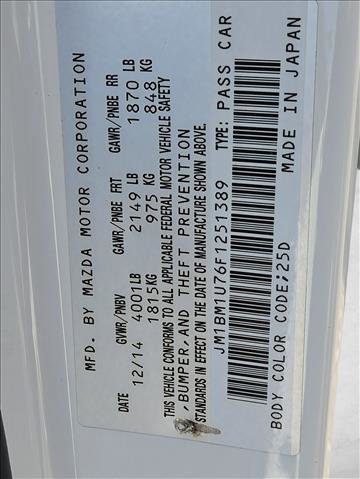 MFD. BY MAZDA MOTOR CORPORATION
GVWR/PNBV GAWR/PNBE FRT GAWR/PNBE RR
DATE 4001LB 2149 LB 1870 LB
12/14 1815KG 975 KG 848 KG
THIS VEHICLE CONFORMS TO ALL APPLICABLE FEDERAL MOTOR VEHICLE SAFETY
,BUMPER,AND THEFT PREVENTION
STANDARDS IN EFFECT ON THE DATE OF MANUFACTURE SHOWN ABOVE.
JM1BM1U76F1251389 TYPE: PASS CAR
BODY COLOR CODE;25D MADE IN JAPAN